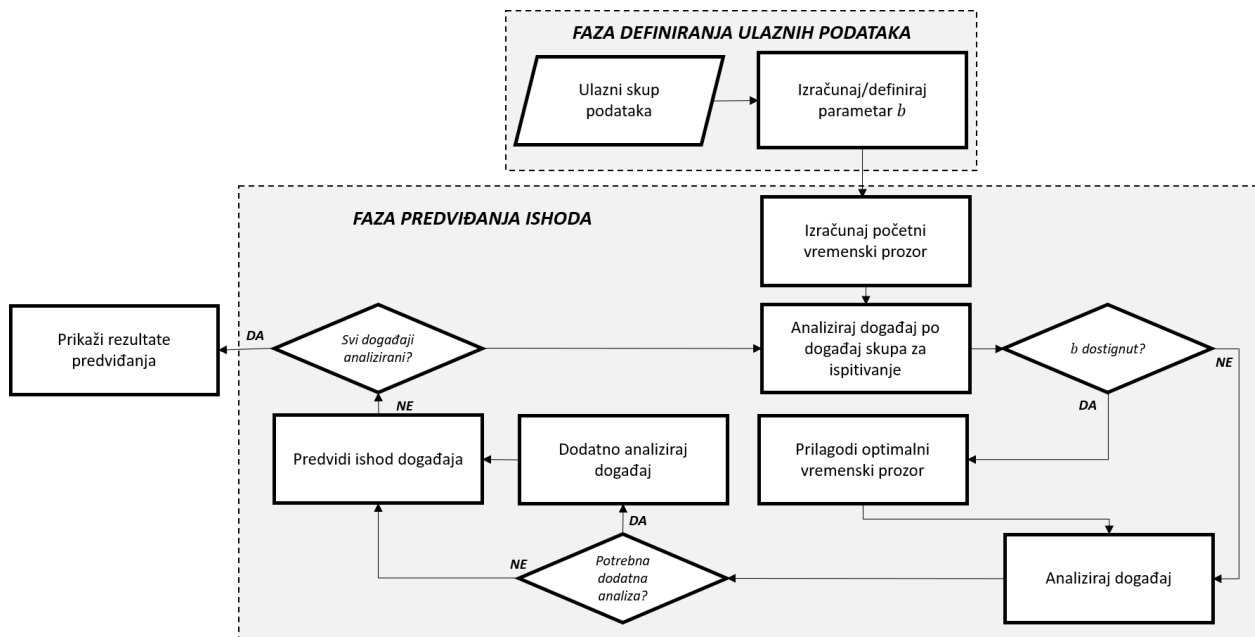 FAZA DEFINIRANJA ULAZNIH PODATAKA
Ulazni skup
podataka
Izračunaj/definiraj
parametar b
FAZA PREDVIĐANJA ISHODA
Izračunaj početni
vremenski prozor
Prikaži rezultate
predviđanja
DA
Svi događaji
analizirani?
Analiziraj događaj po
događaj skupa za
ispitivanje
b dostignut?
NE
DA
NE
Predvidi ishod događaja
Dodatno analiziraj
događaj
Prilagodi optimalni
vremenski prozor
DA
NE
Potrebna
dodatna
analiza?
Analiziraj događaj